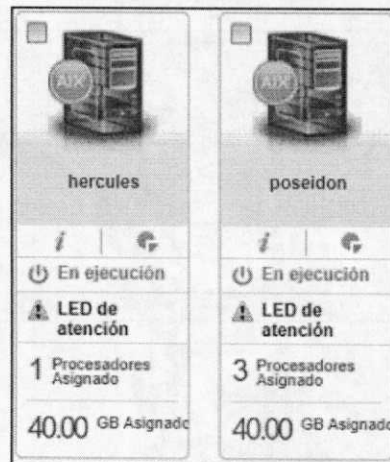 AIX
hercules
i
En ejecución
LED de
atención
1 Procesadores
Asignado
40.00 GB Asignado
AIX
poseidon
i
En ejecución
LED de
atención
3 Procesadores
Asignado
40.00 GB Asignado